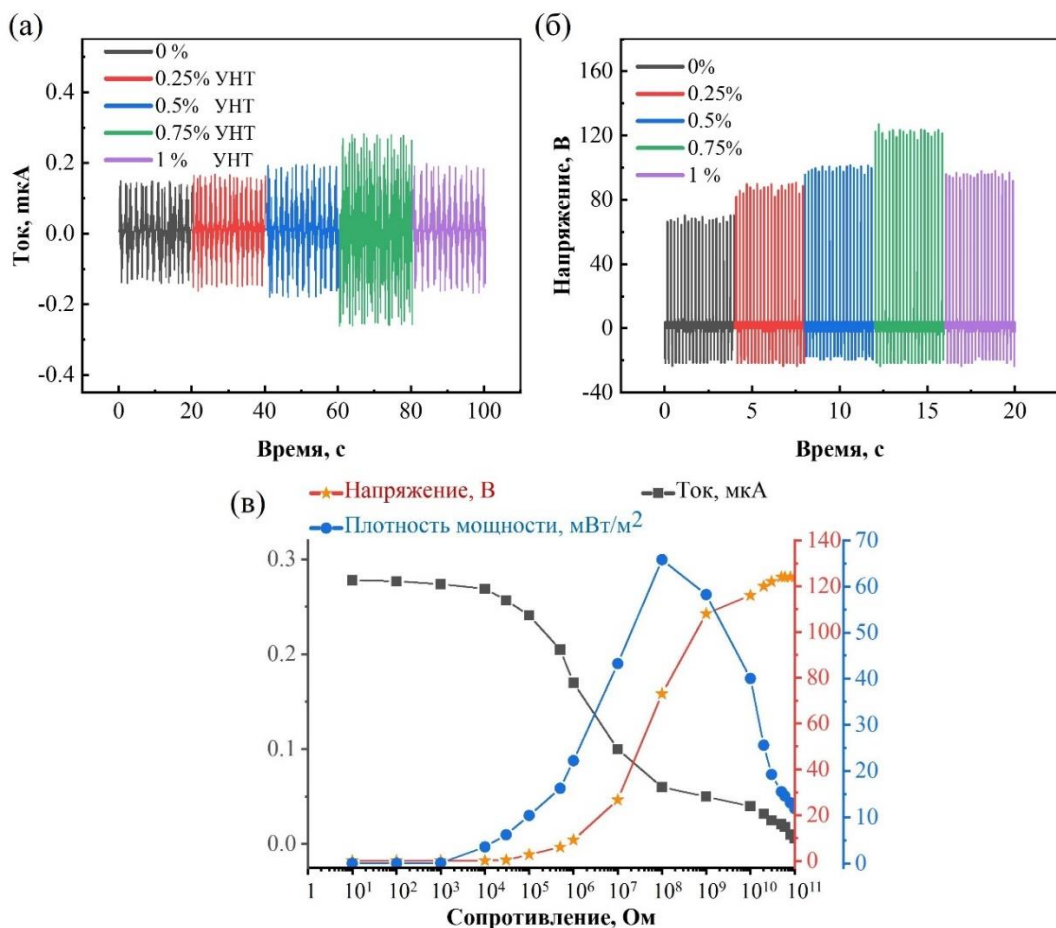 (а)
0 %
0.25% УНТ
0.5% УНТ
0.75% УНТ
1 % УНТ
Ток, mкА
0.4
0.2
0.0
-0.2
-0.4
0 20 40 60 80 100
Время, с
(б)
0%
0.25%
0.5%
0.75%
1 %
Напряжение, В
160
120
80
40
0
-40
0 5 10 15 20
Время, с
(в)
Напряжение, В
Ток, мкА
Плотность мощности, мВт/м²
0.3
0.2
0.1
0.0
140
120
100
80
60
40
20
0
70
60
50
40
30
20
10
0
1 10¹ 10² 10³ 10⁴ 10⁵ 10⁶ 10⁷ 10⁸ 10⁹ 10¹⁰ 10¹¹
Сопротивление, Ом